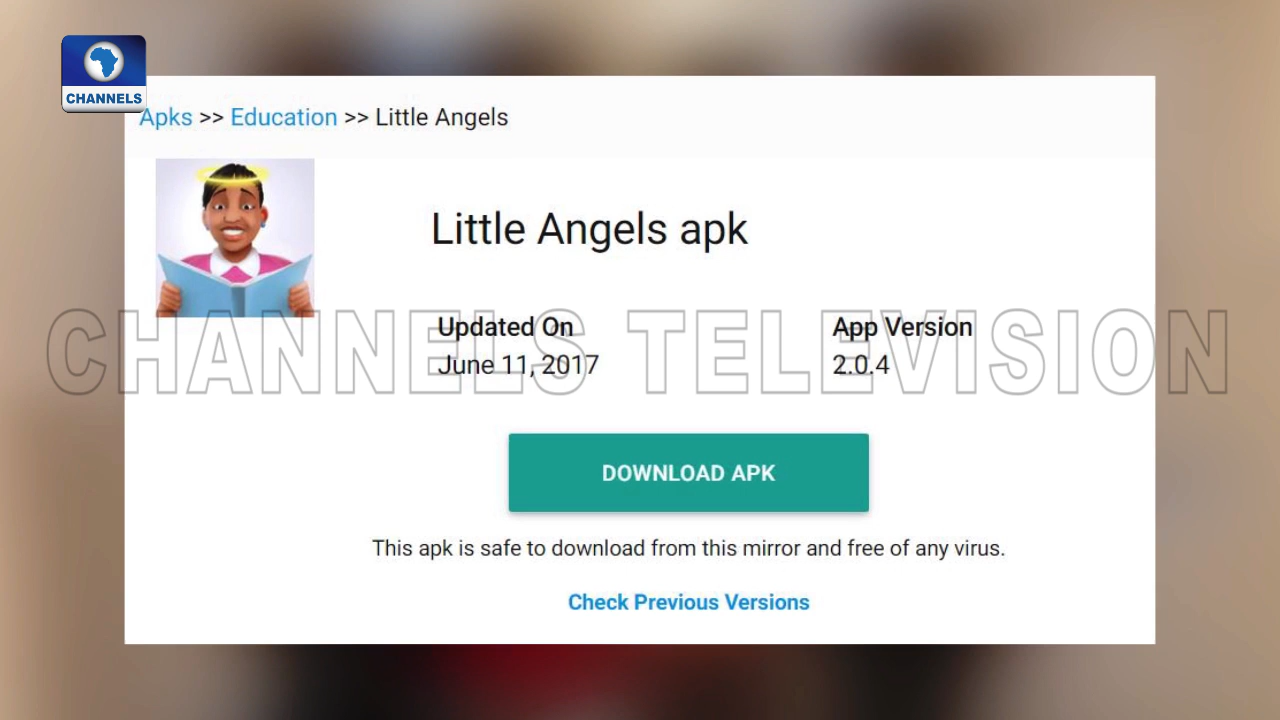 CHANNELS
Apks >> Education >> Little Angels
Little Angels apk
Updated On
App Version
CHANNELS TELEVISION
June 11, 2017
2.0.4
DOWNLOAD APK
This apk is safe to download from this mirror and free of any virus.
Check Previous Versions